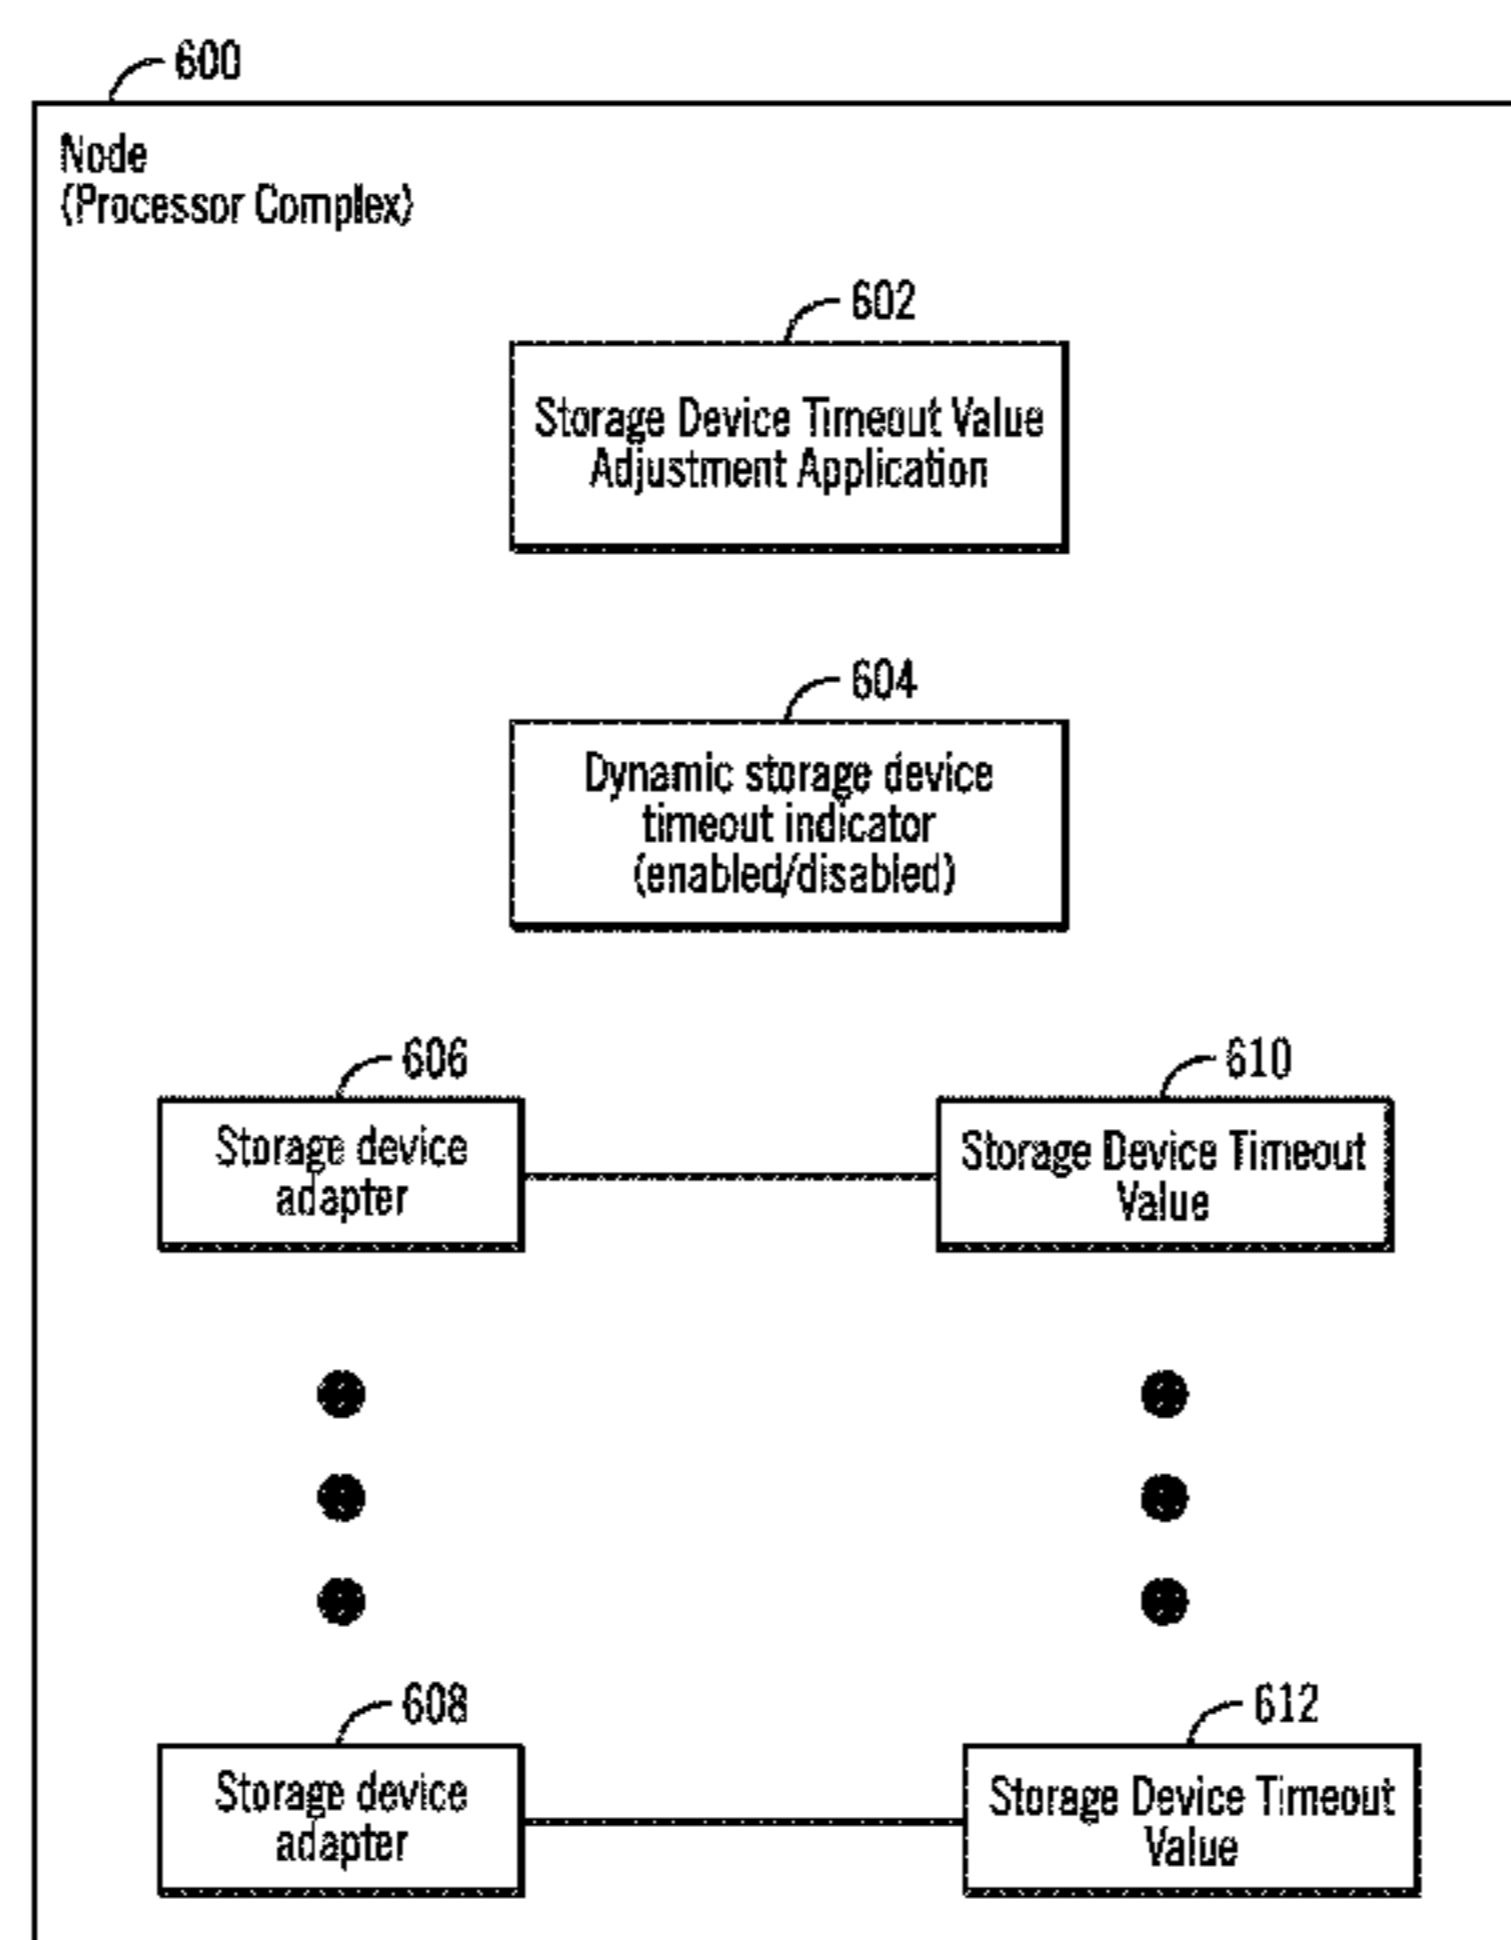 600
Node
(Processor Complex)
602
Storage Device Timeout Value
Adjustment Application
604
Dynamic storage device
timeout indicator
(enabled/disabled)
606
Storage device
adapter
610
Storage Device Timeout
Value
608
Storage device
adapter
612
Storage Device Timeout
Value